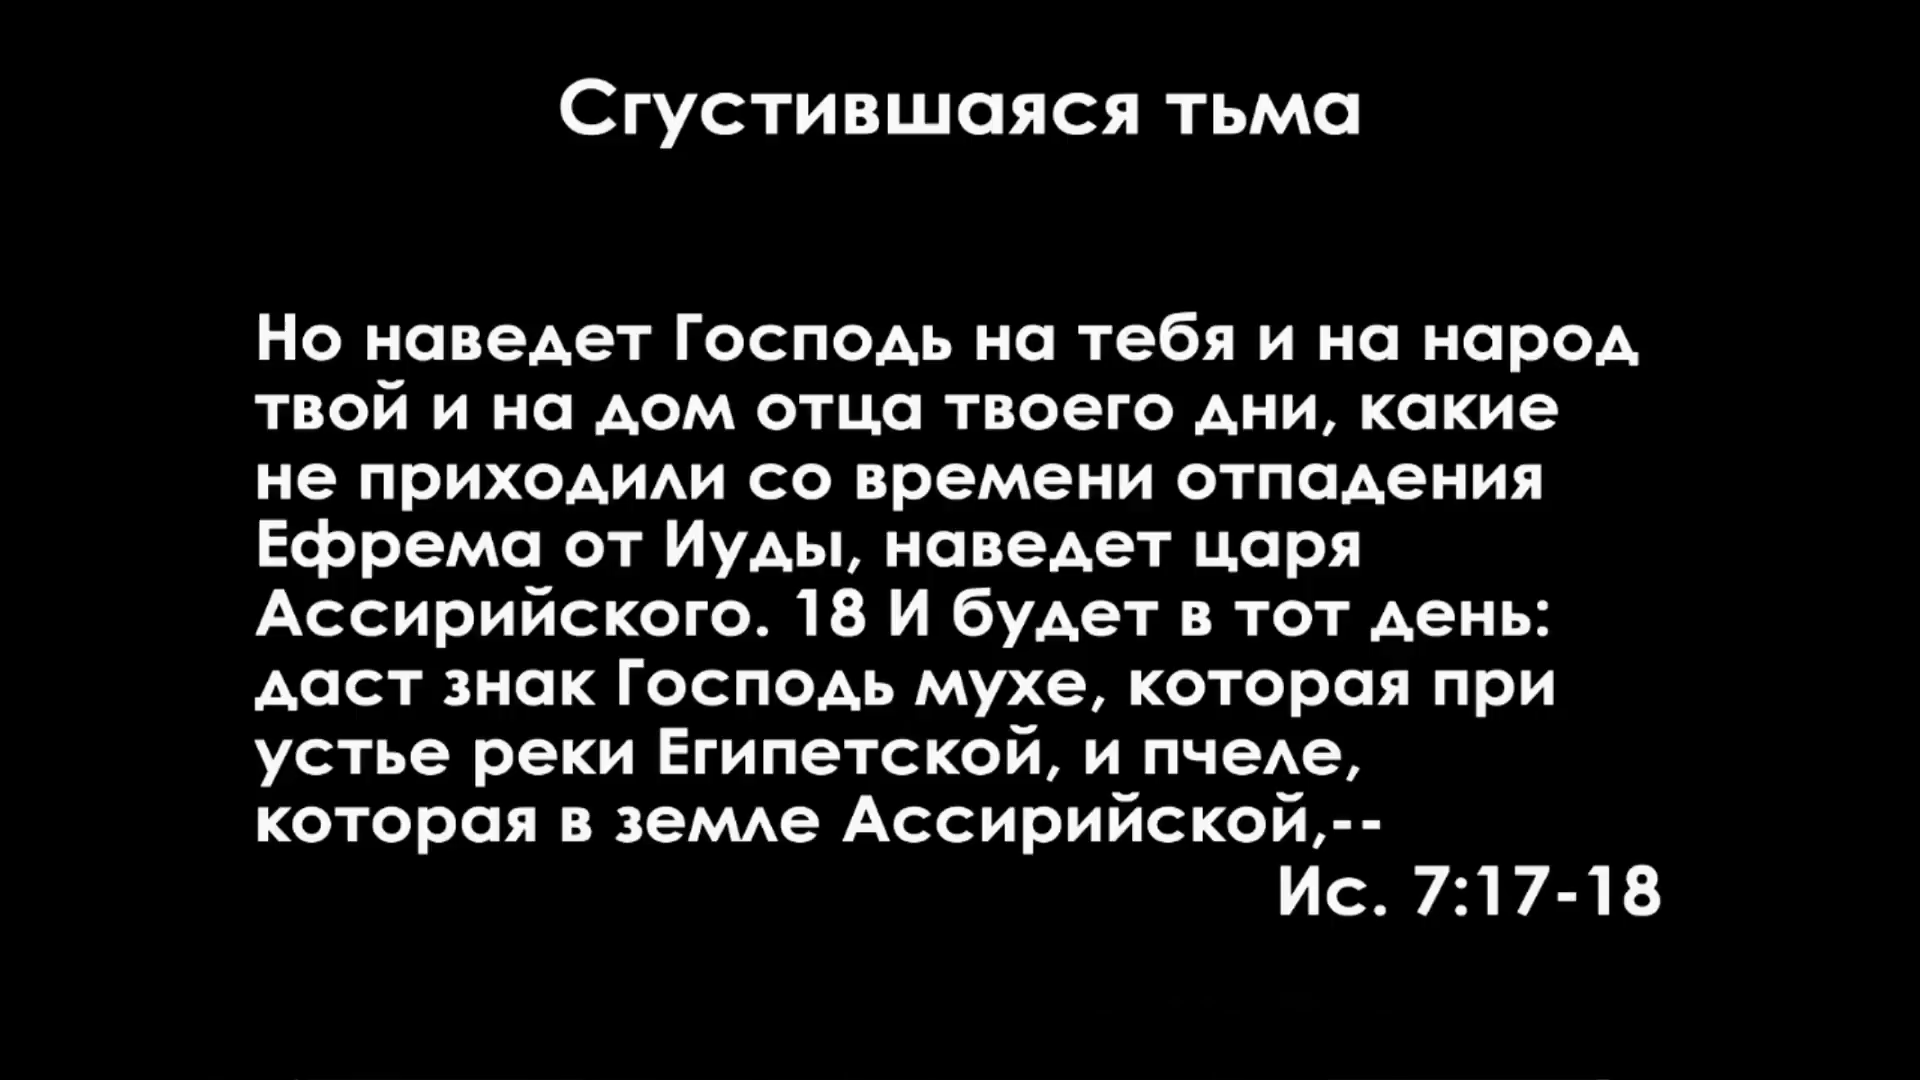 Сгустившаяся тьма
Но наведет Господь на тебя и на народ
твой и на дом отца твоего дни, какие
не приходили со времени отпадения
Ефрема от Иуды, наведет царя
Ассирийского. 18 И будет в тот день:
даст знак Господь мухе, которая при
устье реки Египетской, и пчеле,
которая в земле Ассирийской,--
Ис. 7:17-18